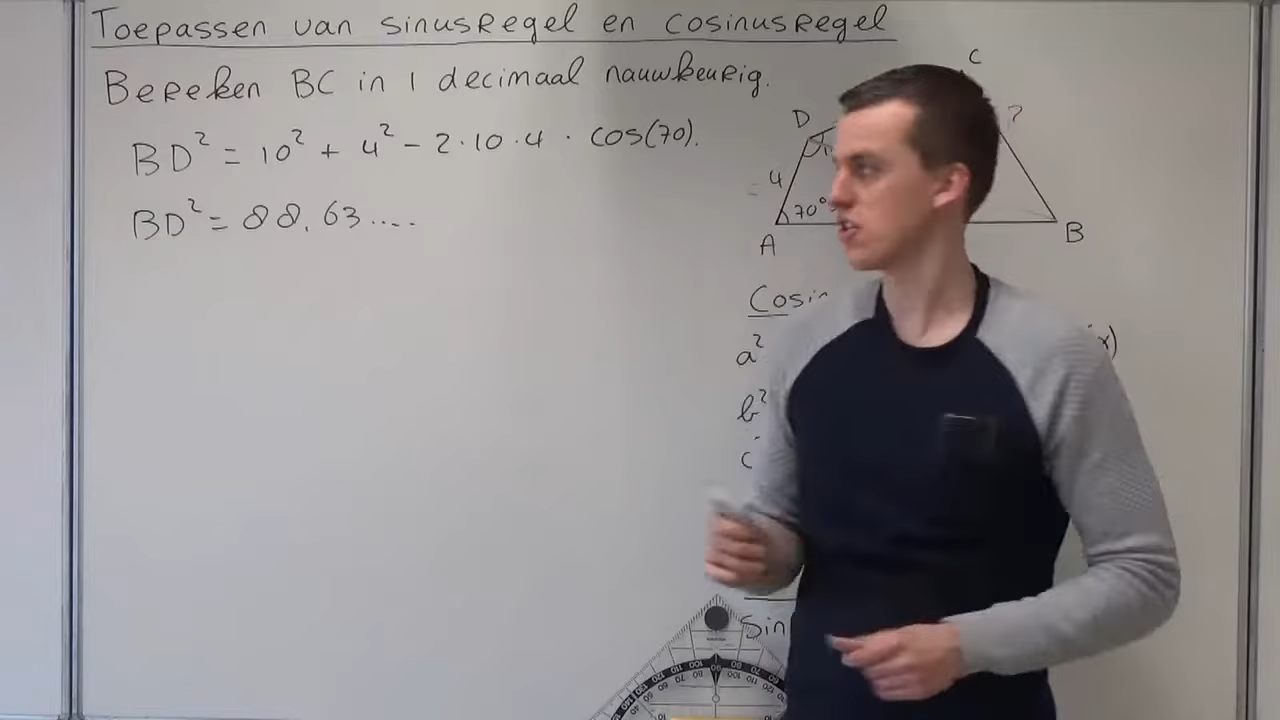 Toepassen van sinusregel en cosinusregel
Bereken BC in 1 decimaal nauwkeurig.
BD² = 10² + 4² - 2·10·4 · cos(70).
BD² = 88,63....
C
D
?
4
70°
A
B
Cosin
a²
b²
c
Sin